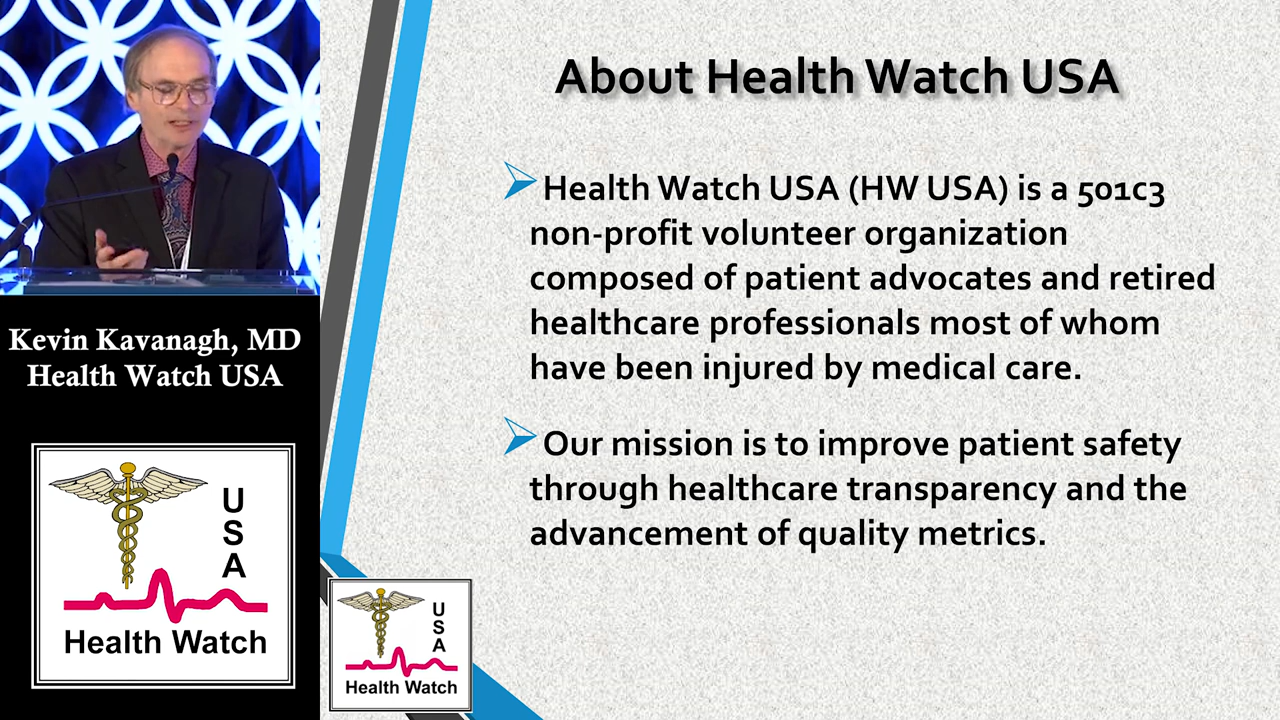 Kevin Kavanagh, MD
Health Watch USA
U
S
A
Health Watch
About Health Watch USA
Health Watch USA (HW USA) is a 501c3
non-profit volunteer organization
composed of patient advocates and retired
healthcare professionals most of whom
have been injured by medical care.
Our mission is to improve patient safety
through healthcare transparency and the
advancement of quality metrics.
U
S
A
Health Watch